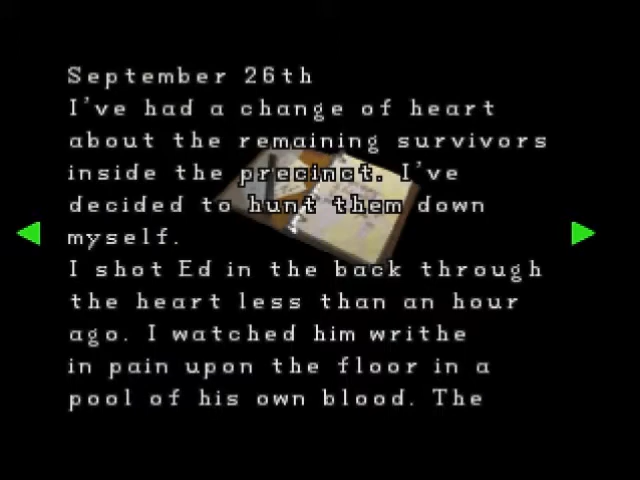 September 26th
I've had a change of heart
about the remaining survivors
inside the precinct. I've
decided to hunt them down
myself.
I shot Ed in the back through
the heart less than an hour
ago. I watched him writhe
in pain upon the floor in a
pool of his own blood. The